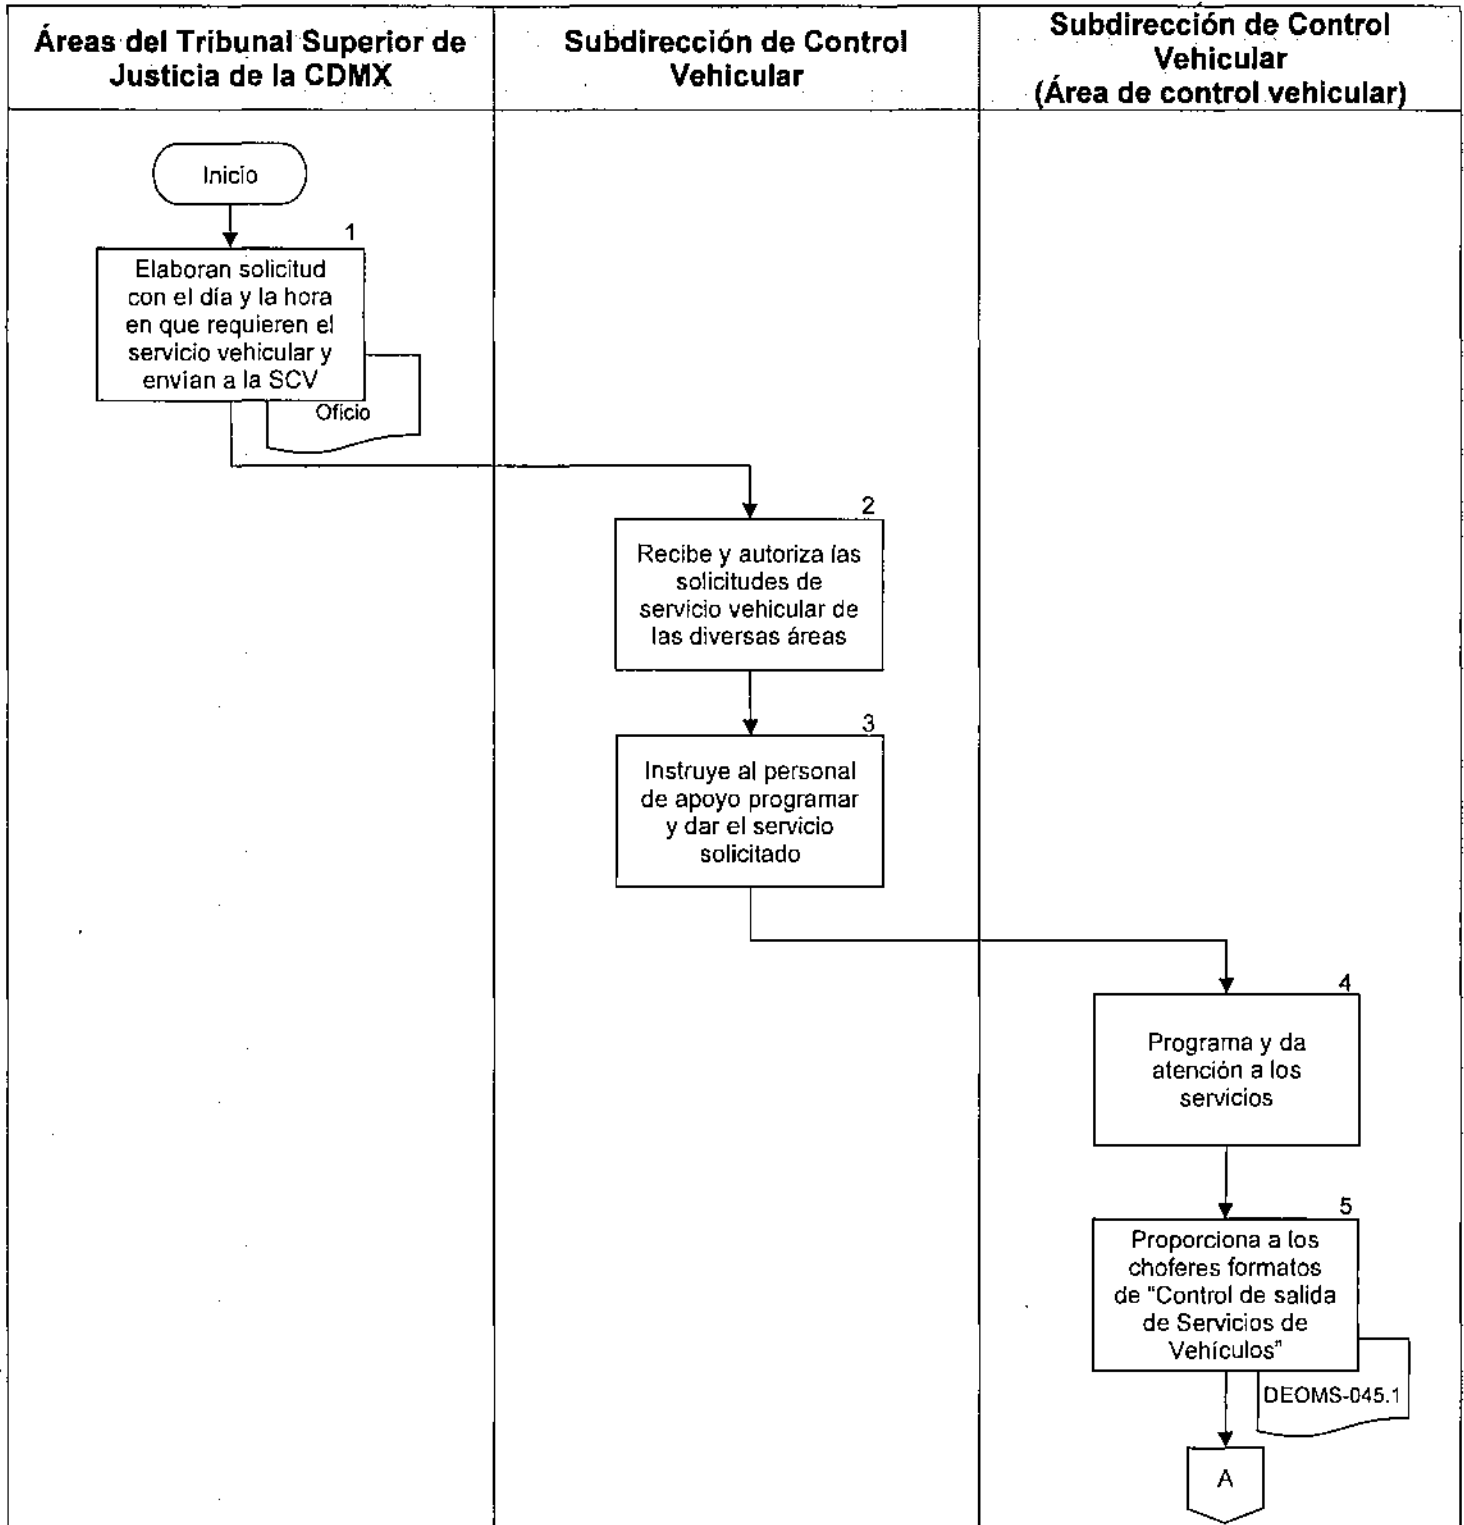 Áreas del Tribunal Superior de
Justicia de la CDMX
Subdirección de Control
Vehicular
Subdirección de Control
Vehicular
(Área de control vehicular)
Inicio
1
Elaboran solicitud
con el día y la hora
en que requieren el
servicio vehicular y
envían a la SCV
Oficio
2
Recibe y autoriza las
solicitudes de
servicio vehicular de
las diversas áreas
3
Instruye al personal
de apoyo programar
y dar el servicio
solicitado
4
Programa y da
atención a los
servicios
5
Proporciona a los
choferes formatos
de "Control de salida
de Servicios de
Vehículos"
DEOMS-045.1
A